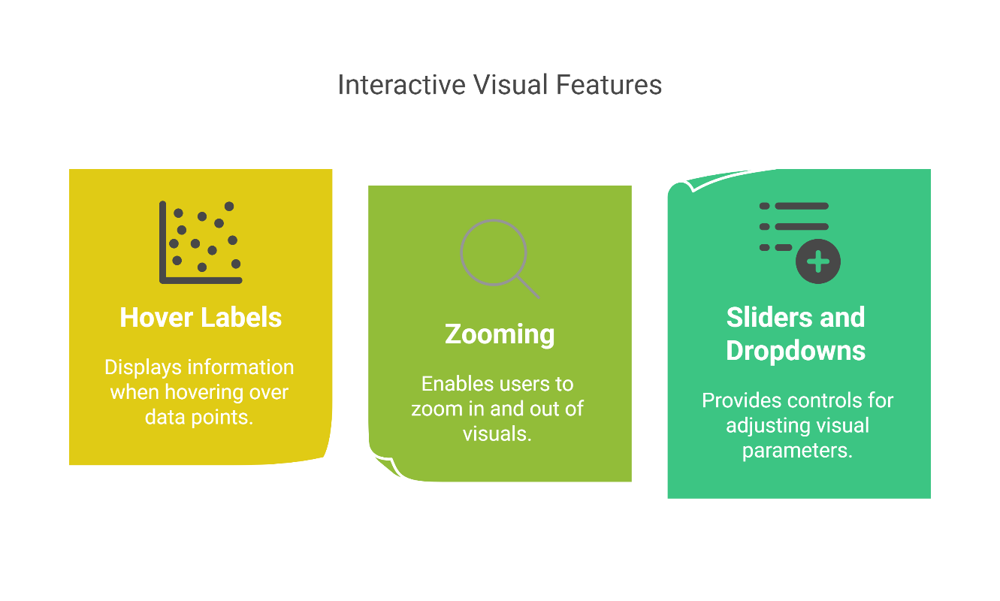 Interactive Visual Features
Hover Labels
Displays information
when hovering over
data points.
Zooming
Enables users to
zoom in and out of
visuals.
Sliders and
Dropdowns
Provides controls for
adjusting visual
parameters.